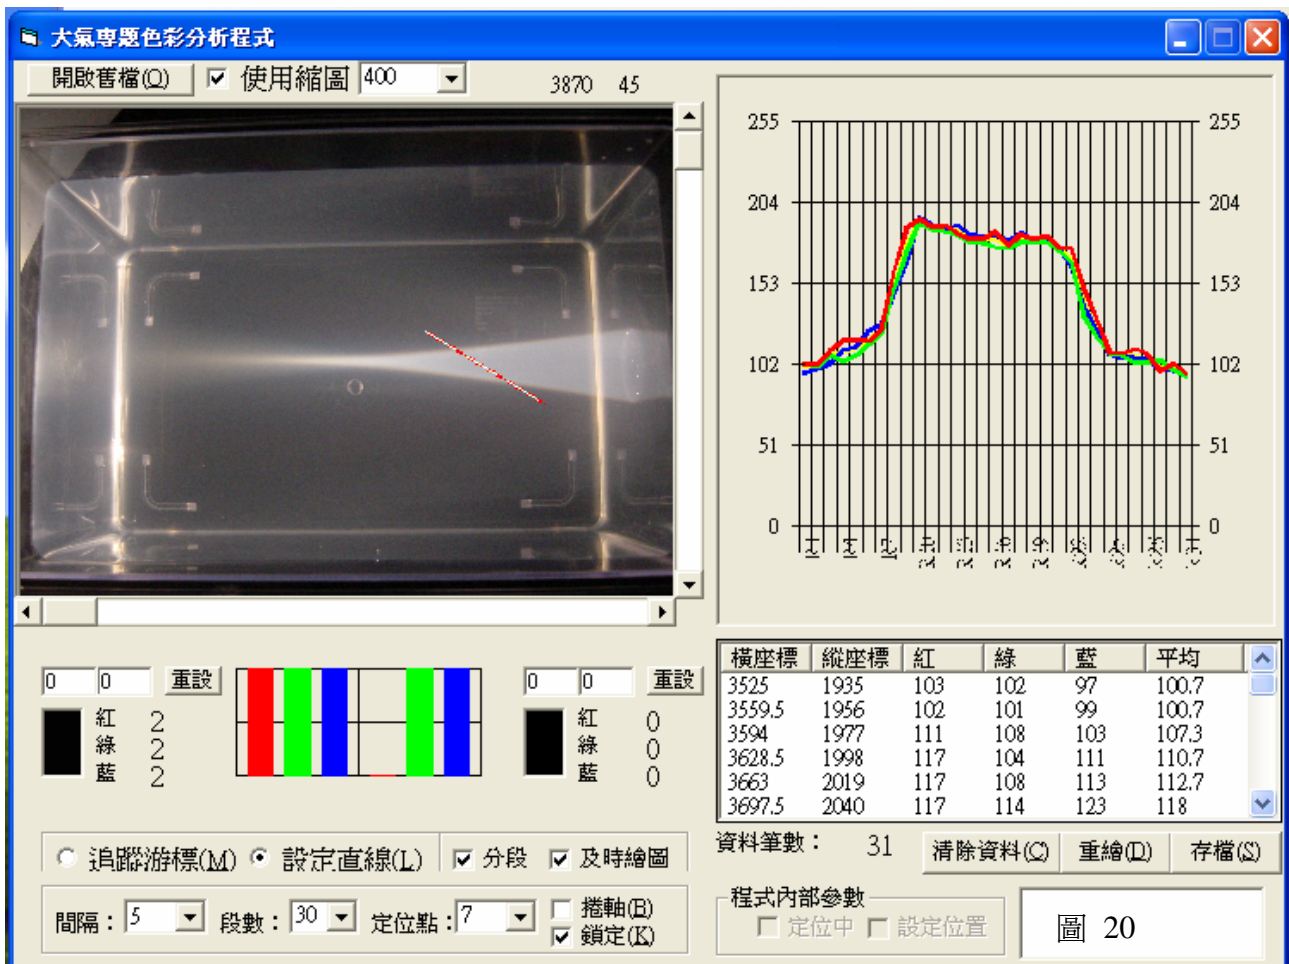 大氣專題色彩分析程式
開啟舊檔(O) 使用縮圖 400 3870 45
255 255
204 204
153 153
102 102
51 51
0 0
橫座標 縱座標 紅 綠 藍 平均
3525 1935 103 102 97 100.7
3559.5 1956 102 101 99 100.7
3594 1977 111 108 103 107.3
3628.5 1998 117 104 111 110.7
3663 2019 117 108 113 112.7
3697.5 2040 117 114 123 118
0 0 重設 0 0 重設
紅 2 紅 0
綠 2 綠 0
藍 2 藍 0
資料筆數： 31 清除資料(C) 重繪(D) 存檔(S)
追蹤游標(M) 設定直線(L) 分段 及時繪圖
間隔：5 段數：30 定位點：7 捲軸(B)
鎖定(K)
程式內部參數
定位中 設定位置
圖 20